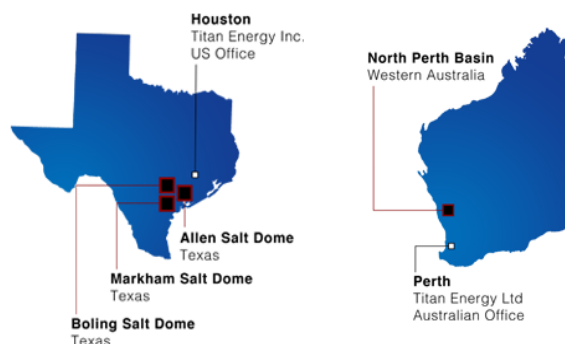 Houston
Titan Energy Inc.
US Office
North Perth Basin
Western Australia
Allen Salt Dome
Texas
Markham Salt Dome
Texas
Boling Salt Dome
Texas
Perth
Titan Energy Ltd
Australian Office